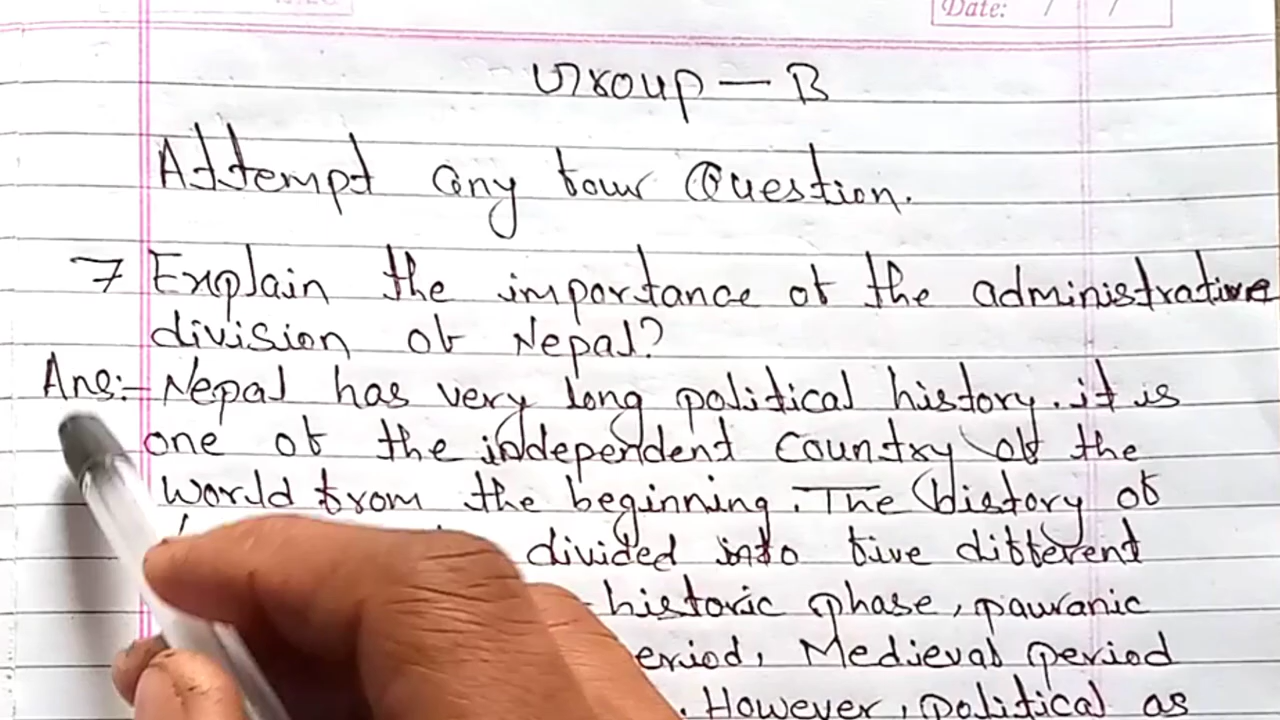 Date: / /
Group - B
Attempt any four Question.
7 Explain the importance of the administrative
division of Nepal?
Ans:- Nepal has very long political history. it is
one of the independent country of the
world from the beginning. The history of
divided into five different
historic phase, pauranic
eriod, Medieval period
. However, political as